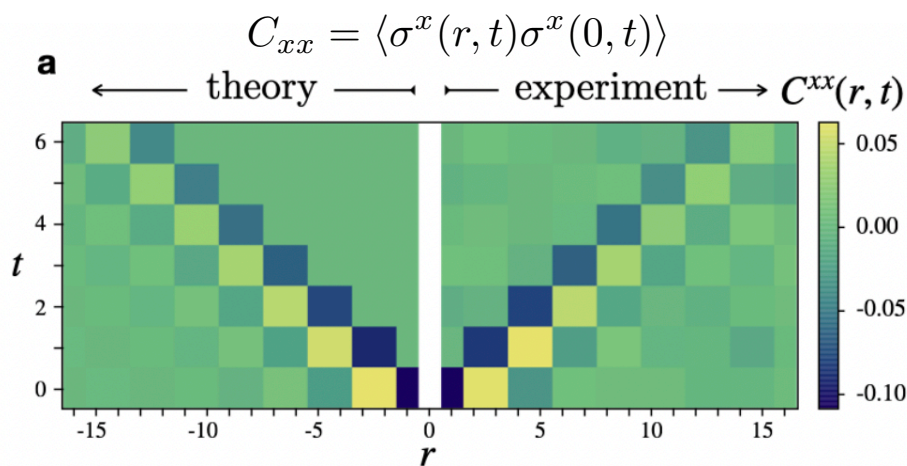 C_{xx} = ⟨σ^x(r, t)σ^x(0, t)⟩
a
theory experiment C^{xx}(r, t)
6
4
2
0
t
-15 -10 -5 0 5 10 15
r
0.05
0.00
-0.05
-0.10